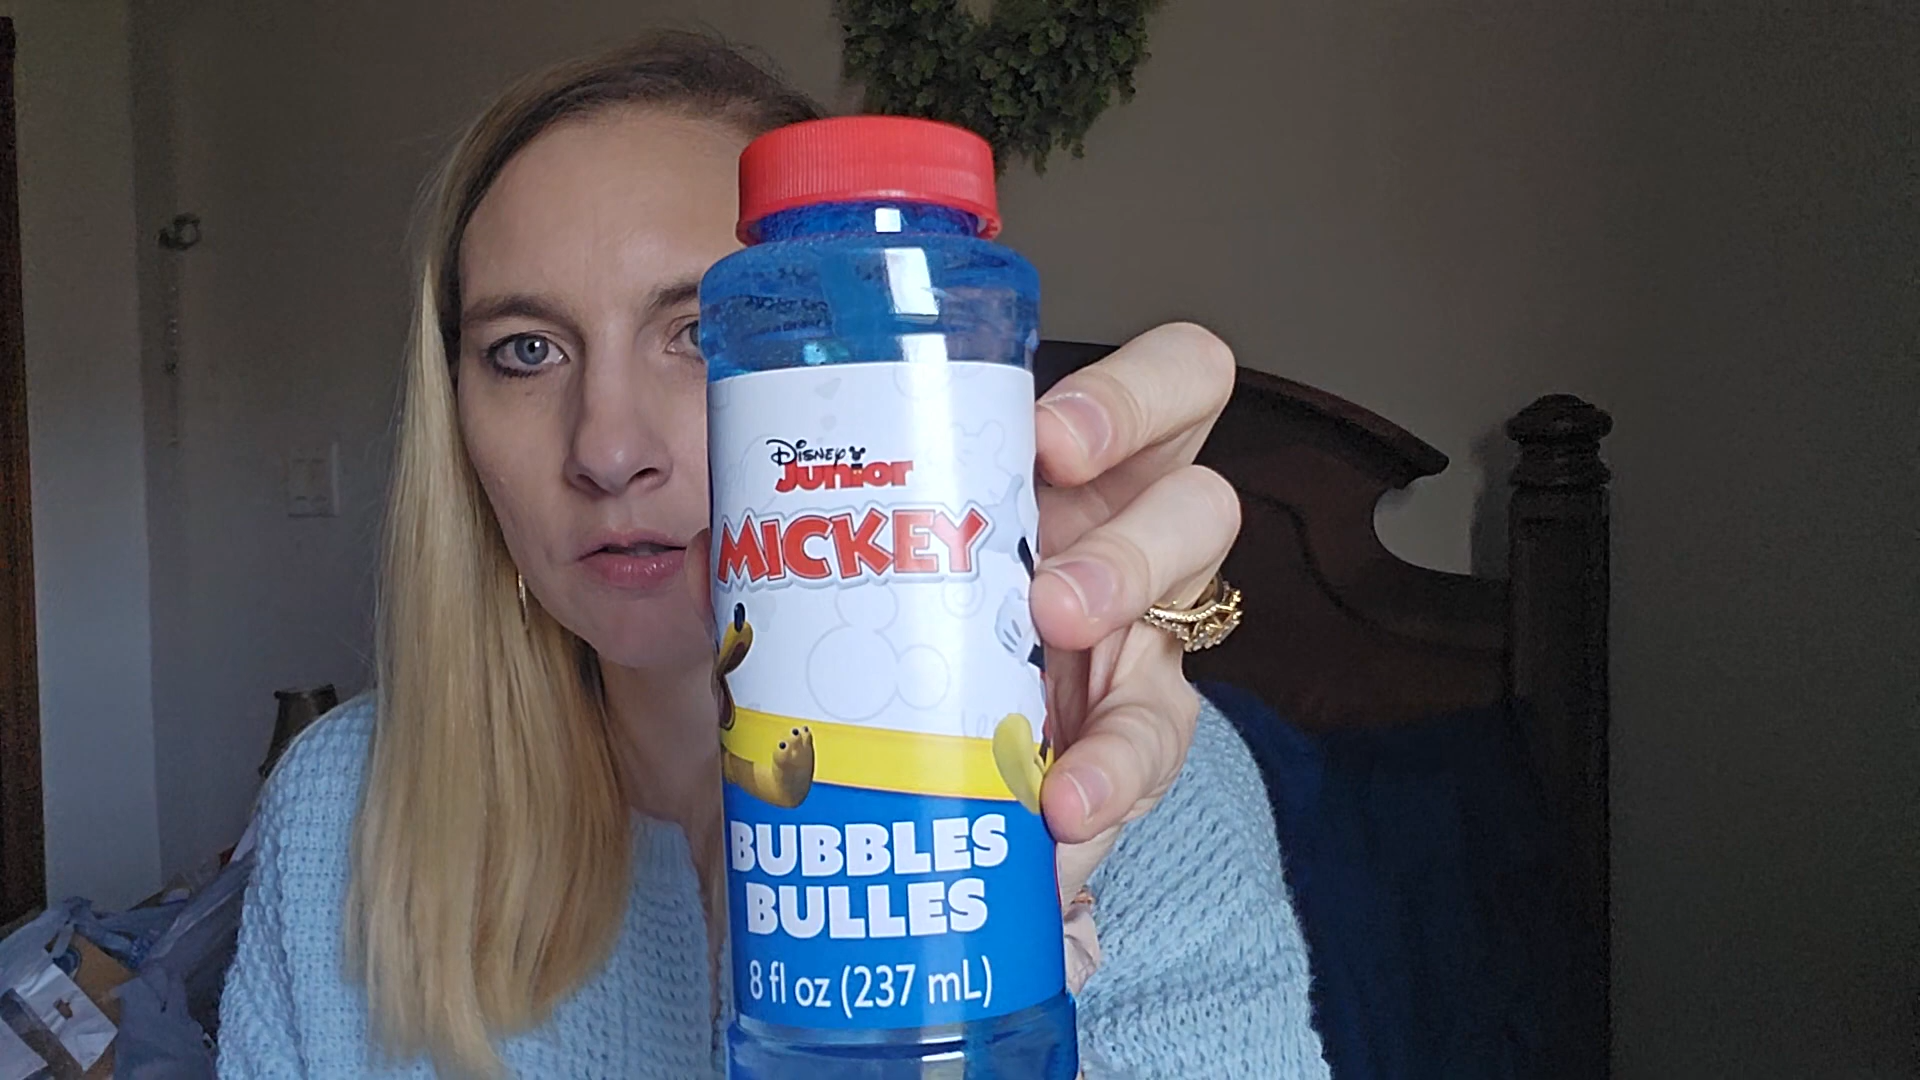 Disney
Junior
MICKEY
BUBBLES
BULLES
8 fl oz (237 mL)